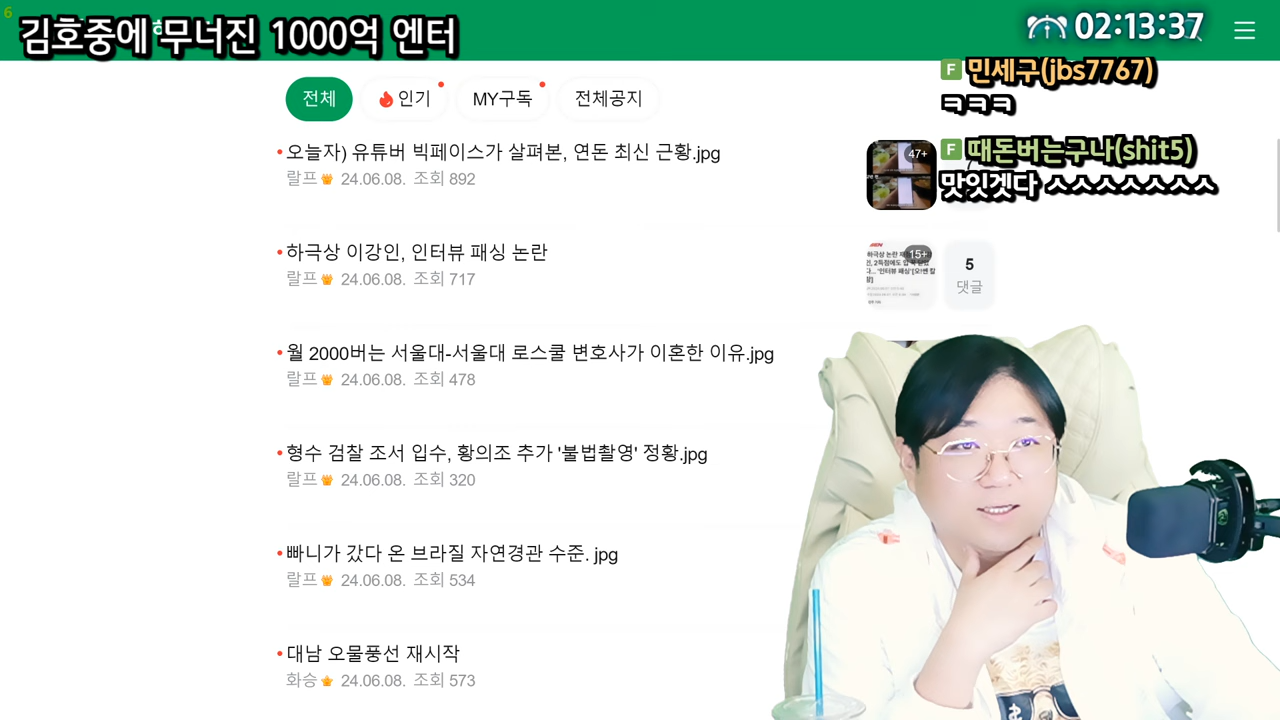 6
김호중에 무너진 1000억 엔터
02:13:37
전체
인기
MY구독
전체공지
F 민세구(jbs7767)
ㅋㅋㅋ
F 때돈버는구나(shit5)
맛잇겟다 ㅅㅅㅅㅅㅅㅅㅅ
오늘자) 유튜버 빅페이스가 살펴본, 연돈 최신 근황.jpg
랄프 24.06.08. 조회 892
47+
하극상 이강인, 인터뷰 패싱 논란
랄프 24.06.08. 조회 717
15+
5
댓글
월 2000버는 서울대-서울대 로스쿨 변호사가 이혼한 이유.jpg
랄프 24.06.08. 조회 478
형수 검찰 조서 입수, 황의조 추가 '불법촬영' 정황.jpg
랄프 24.06.08. 조회 320
빠니가 갔다 온 브라질 자연경관 수준. jpg
랄프 24.06.08. 조회 534
대남 오물풍선 재시작
화승 24.06.08. 조회 573